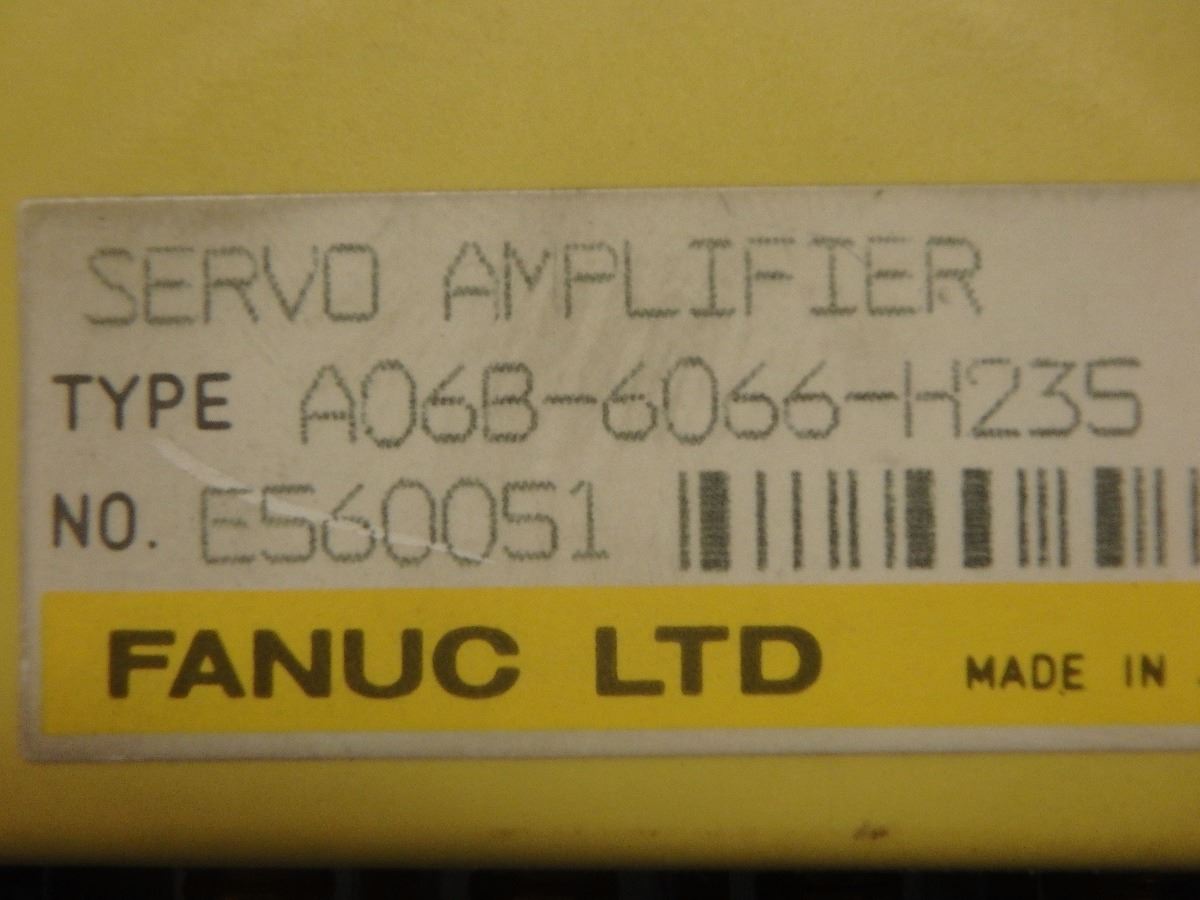 SERVO AMPLIFIER
TYPE A06B-6066-H235
NO. E560051
FANUC LTD MADE IN